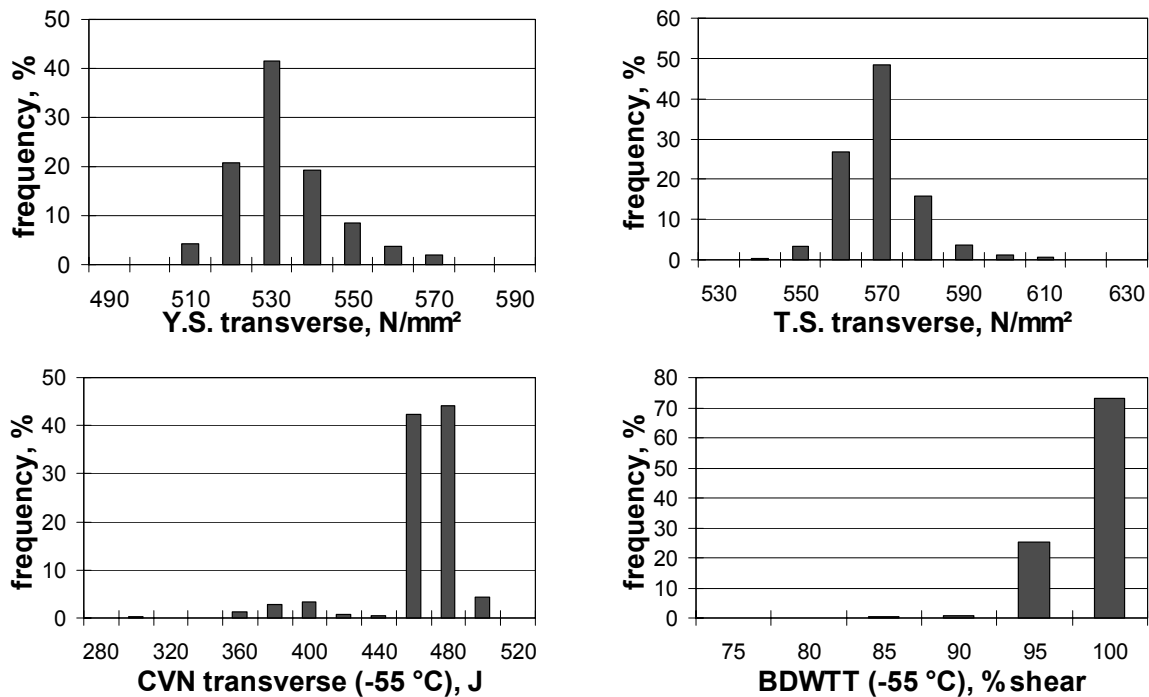 50
40
30
20
10
0
frequency, %
490 510 530 550 570 590
Y.S. transverse, N/mm²
60
50
40
30
20
10
0
frequency, %
530 550 570 590 610 630
T.S. transverse, N/mm²
50
40
30
20
10
0
frequency, %
280 320 360 400 440 480 520
CVN transverse (-55 °C), J
80
70
60
50
40
30
20
10
0
frequency, %
75 80 85 90 95 100
BDWTT (-55 °C), % shear